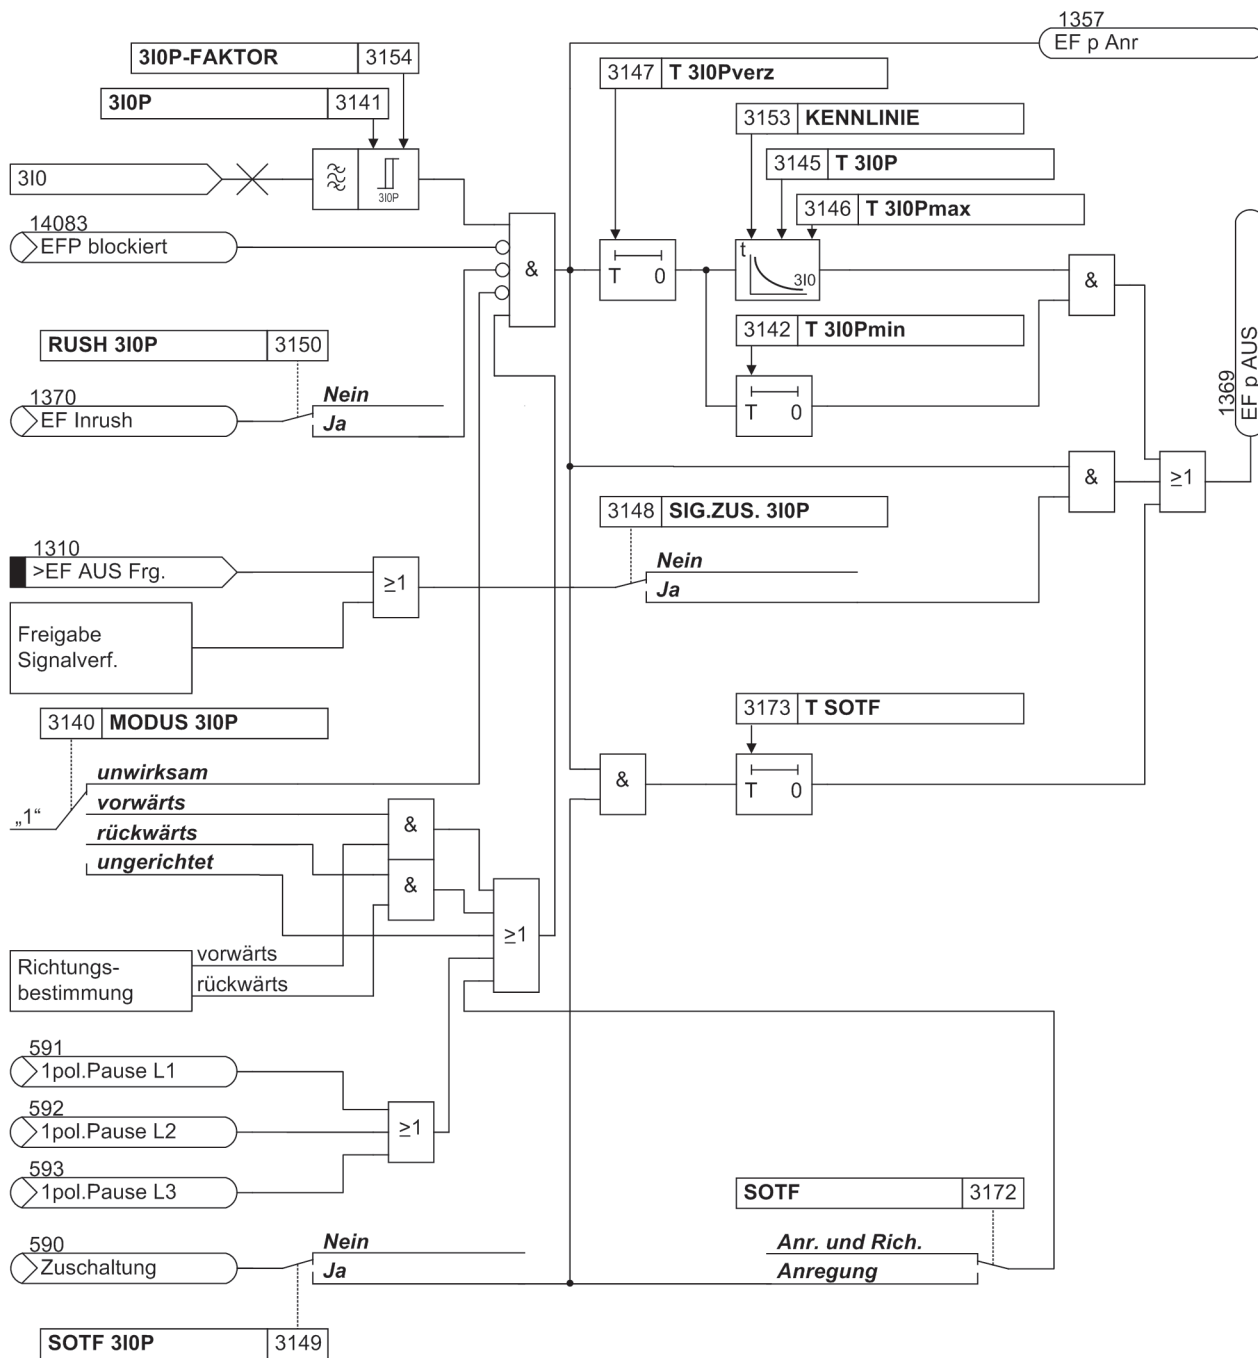 1357
EF p Anr
3I0P-FAKTOR 3154
3147 T 3I0Pverz
3I0P 3141
3153 KENNLINIE
3145 T 3I0P
3I0
3I0P
3146 T 3I0Pmax
14083
EFP blockiert
&
T 0
t
3I0
&
RUSH 3I0P 3150
3142 T 3I0Pmin
1370
EF Inrush
Nein
Ja
T 0
1369
EF p AUS
&
≥1
3148 SIG.ZUS. 3I0P
1310
>EF AUS Frg.
≥1
Nein
Ja
Freigabe
Signalverf.
3140 MODUS 3I0P
3173 T SOTF
„1“
unwirksam
vorwärts
rückwärts
ungerichtet
&
T 0
&
&
≥1
Richtungs-
bestimmung
vorwärts
rückwärts
591
1pol.Pause L1
592
1pol.Pause L2
≥1
593
1pol.Pause L3
SOTF 3172
590
Zuschaltung
Nein
Ja
Anr. und Rich.
Anregung
SOTF 3I0P 3149